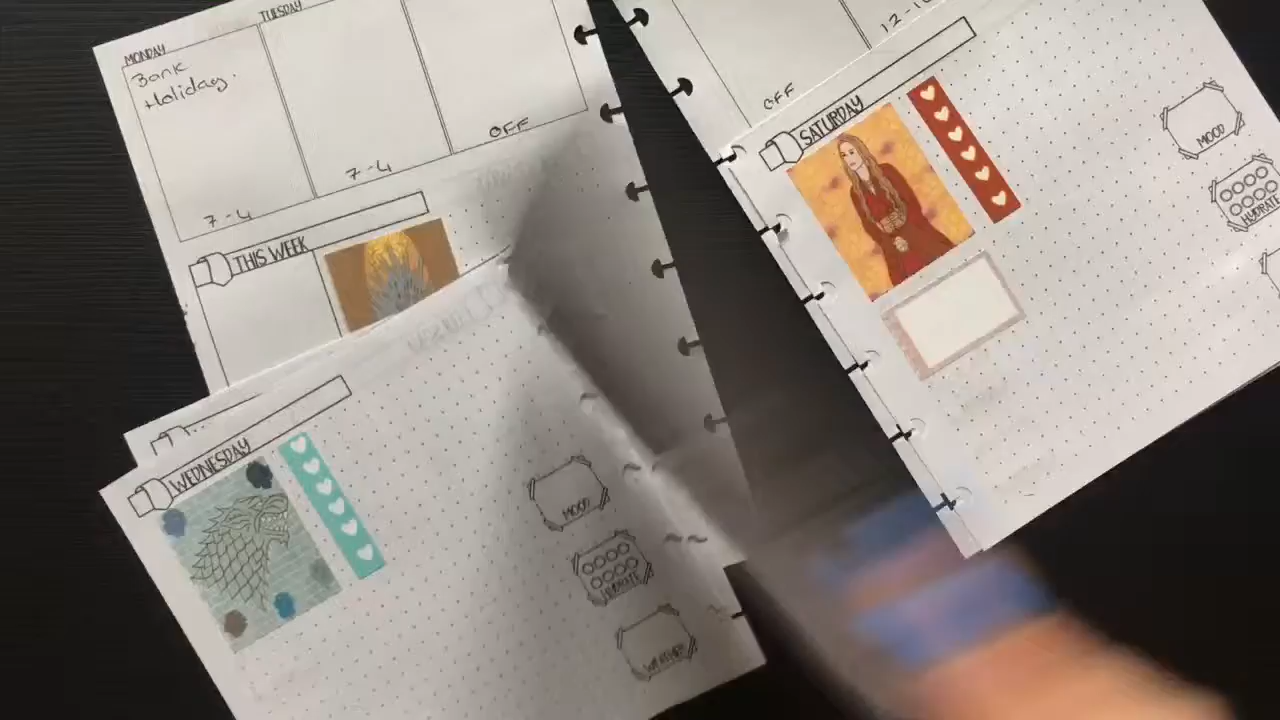 MONDAY
TUESDAY
Bank
Holiday.
7-4
7-4
OFF
THIS WEEK
WEDNESDAY
MOOD
HYDRATE
WEATHER
OFF
SATURDAY
MOOD
HYDRATE